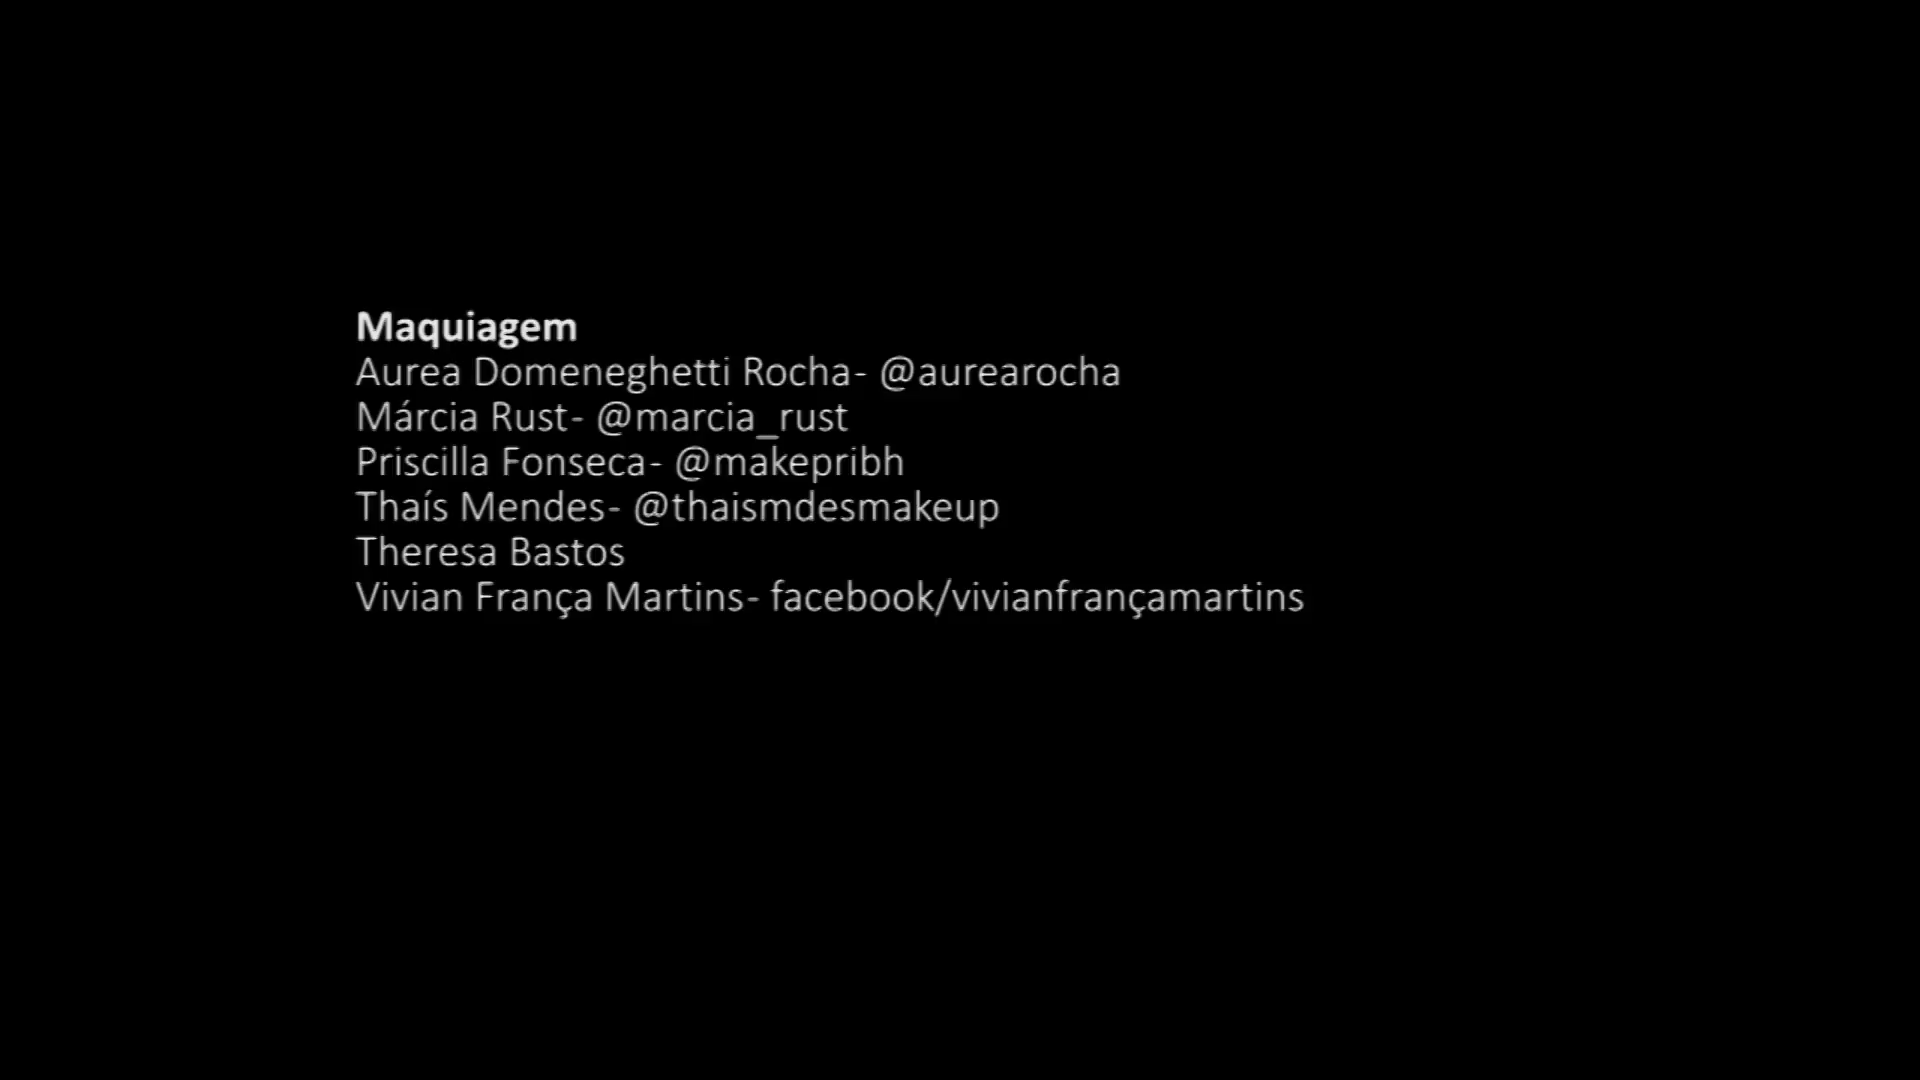 Maquiagem
Aurea Domeneghetti Rocha- @aurearocha
Márcia Rust- @marcia_rust
Priscilla Fonseca- @makepribh
Thaís Mendes- @thaismdesmakeup
Theresa Bastos
Vivian França Martins- facebook/vivianfrançamartins